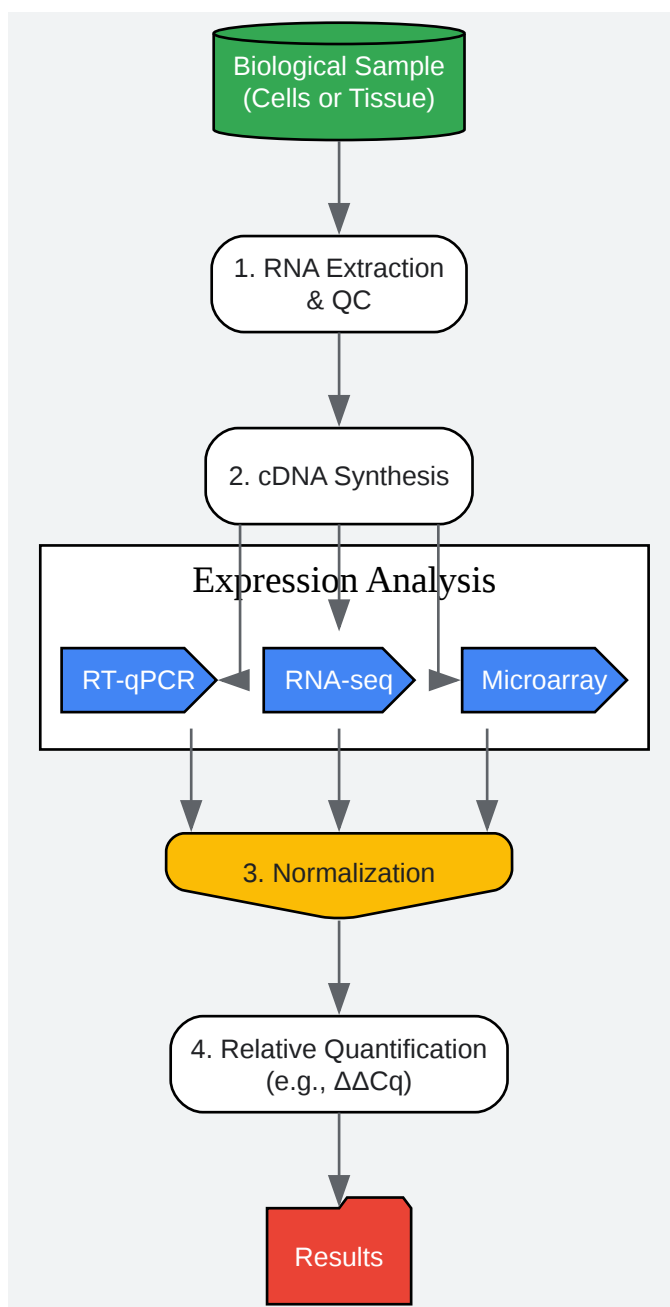 Biological Sample
(Cells or Tissue)
1. RNA Extraction
& QC
2. cDNA Synthesis
Expression Analysis
RT-qPCR
RNA-seq
Microarray
3. Normalization
4. Relative Quantification
(e.g., ΔΔCq)
Results